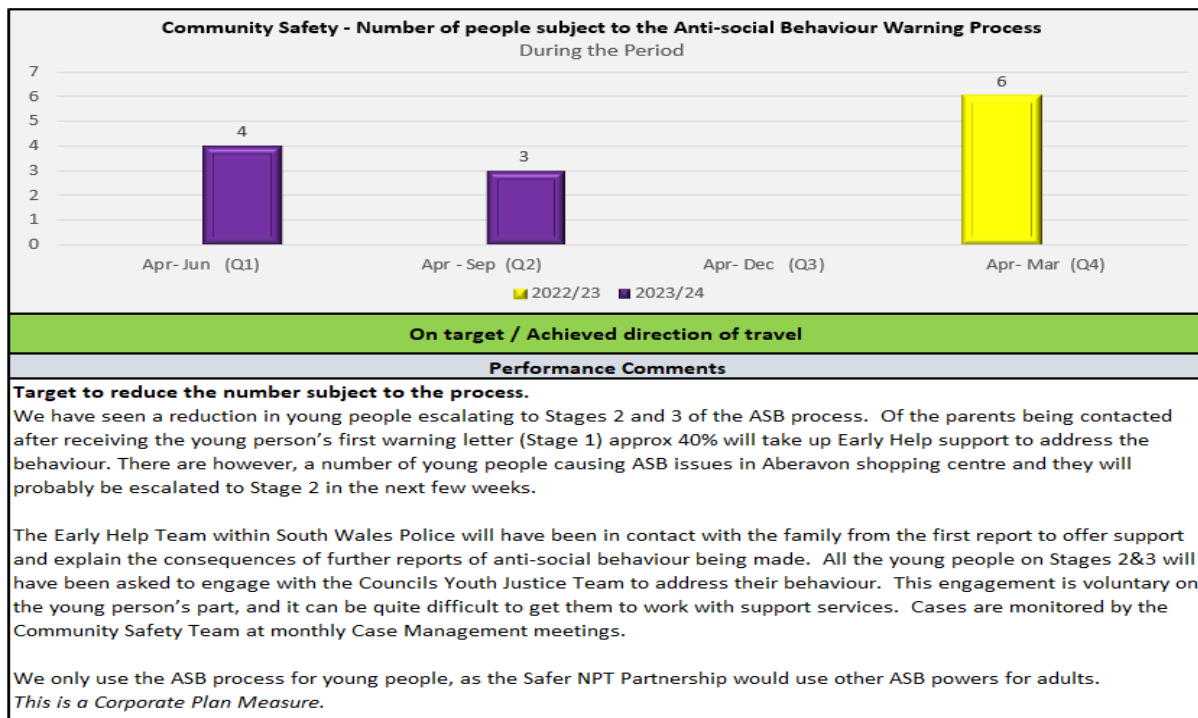 Community Safety - Number of people subject to the Anti-social Behaviour Warning Process
During the Period
7
6
5
4
3
2
1
0
4
3
6
Apr- Jun (Q1)
Apr - Sep (Q2)
Apr- Dec (Q3)
Apr- Mar (Q4)
2022/23
2023/24
On target / Achieved direction of travel
Performance Comments
Target to reduce the number subject to the process.
We have seen a reduction in young people escalating to Stages 2 and 3 of the ASB process. Of the parents being contacted
after receiving the young person's first warning letter (Stage 1) approx 40% will take up Early Help support to address the
behaviour. There are however, a number of young people causing ASB issues in Aberavon shopping centre and they will
probably be escalated to Stage 2 in the next few weeks.
The Early Help Team within South Wales Police will have been in contact with the family from the first report to offer support
and explain the consequences of further reports of anti-social behaviour being made. All the young people on Stages 2&3 will
have been asked to engage with the Councils Youth Justice Team to address their behaviour. This engagement is voluntary on
the young person's part, and it can be quite difficult to get them to work with support services. Cases are monitored by the
Community Safety Team at monthly Case Management meetings.
We only use the ASB process for young people, as the Safer NPT Partnership would use other ASB powers for adults.
This is a Corporate Plan Measure.